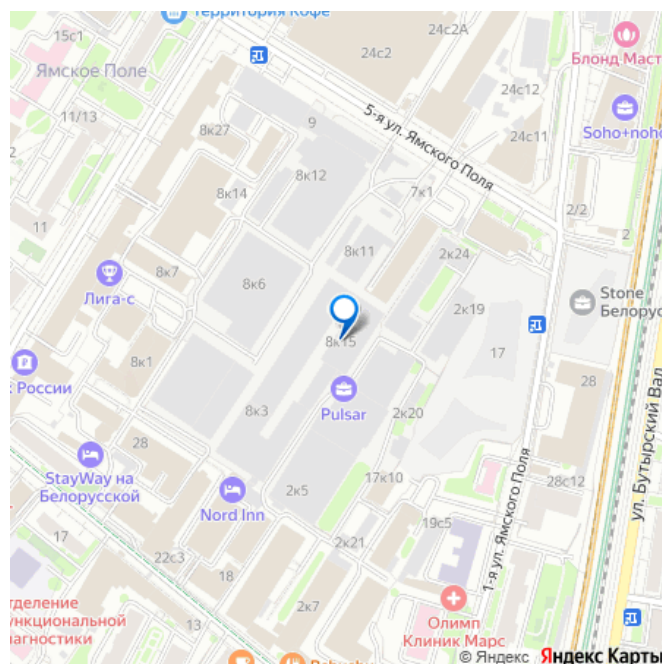 Территория Кофе
15с1
24с2А
24с2
Блонд Маст
Ямское Поле
24с12
11/13
9
5-я ул. Ямского Поля
Soho+noho
8к27
24с11
8к12
8к14
7к1
2/2
11
2
8к11
2к24
8к7
8к6
Лига-с
2к19
Stone
Белорус
8к15
17
к России
8к1
28
Pulsar
8к3
2к20
28
ул. Бутырский Вал
StayWay на
Белорусской
17к10
1-я ул. Ямского Поля
2к5
28с12
Nord Inn
17
19с5
2к21
22с3
18
2к7
тделение
ункциональной
агностики
13
Олимп
Клиник Марс
© Яндекс Яндекс Карты